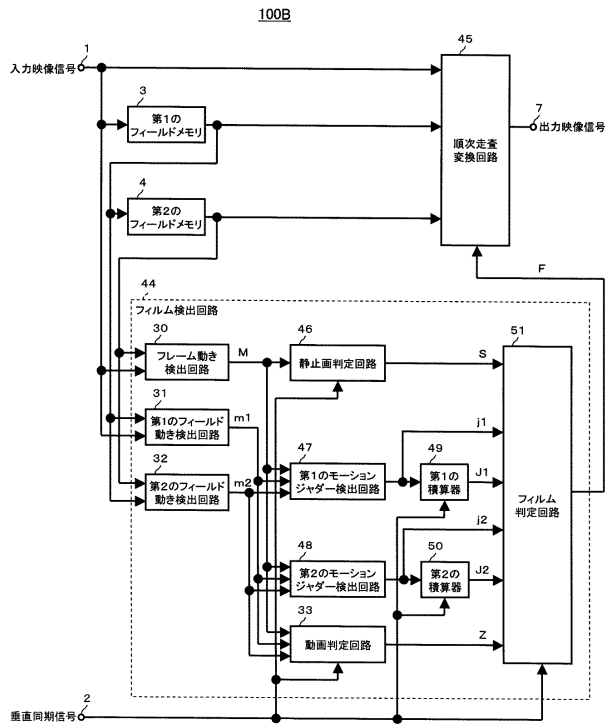 100B
1
入力映像信号
3
第1の
フィールドメモリ
4
第2の
フィールドメモリ
45
順次走査
変換回路
7
出力映像信号
F
44
フィルム検出回路
30
フレーム動き
検出回路
M
31
第1のフィールド
動き検出回路
m1
32
第2のフィールド
動き検出回路
m2
46
静止画判定回路
S
47
第1のモーション
ジャダー検出回路
j1
49
第1の
積算器
J1
48
第2のモーション
ジャダー検出回路
j2
50
第2の
積算器
J2
33
動画判定回路
Z
51
フィルム
判定回路
2
垂直同期信号